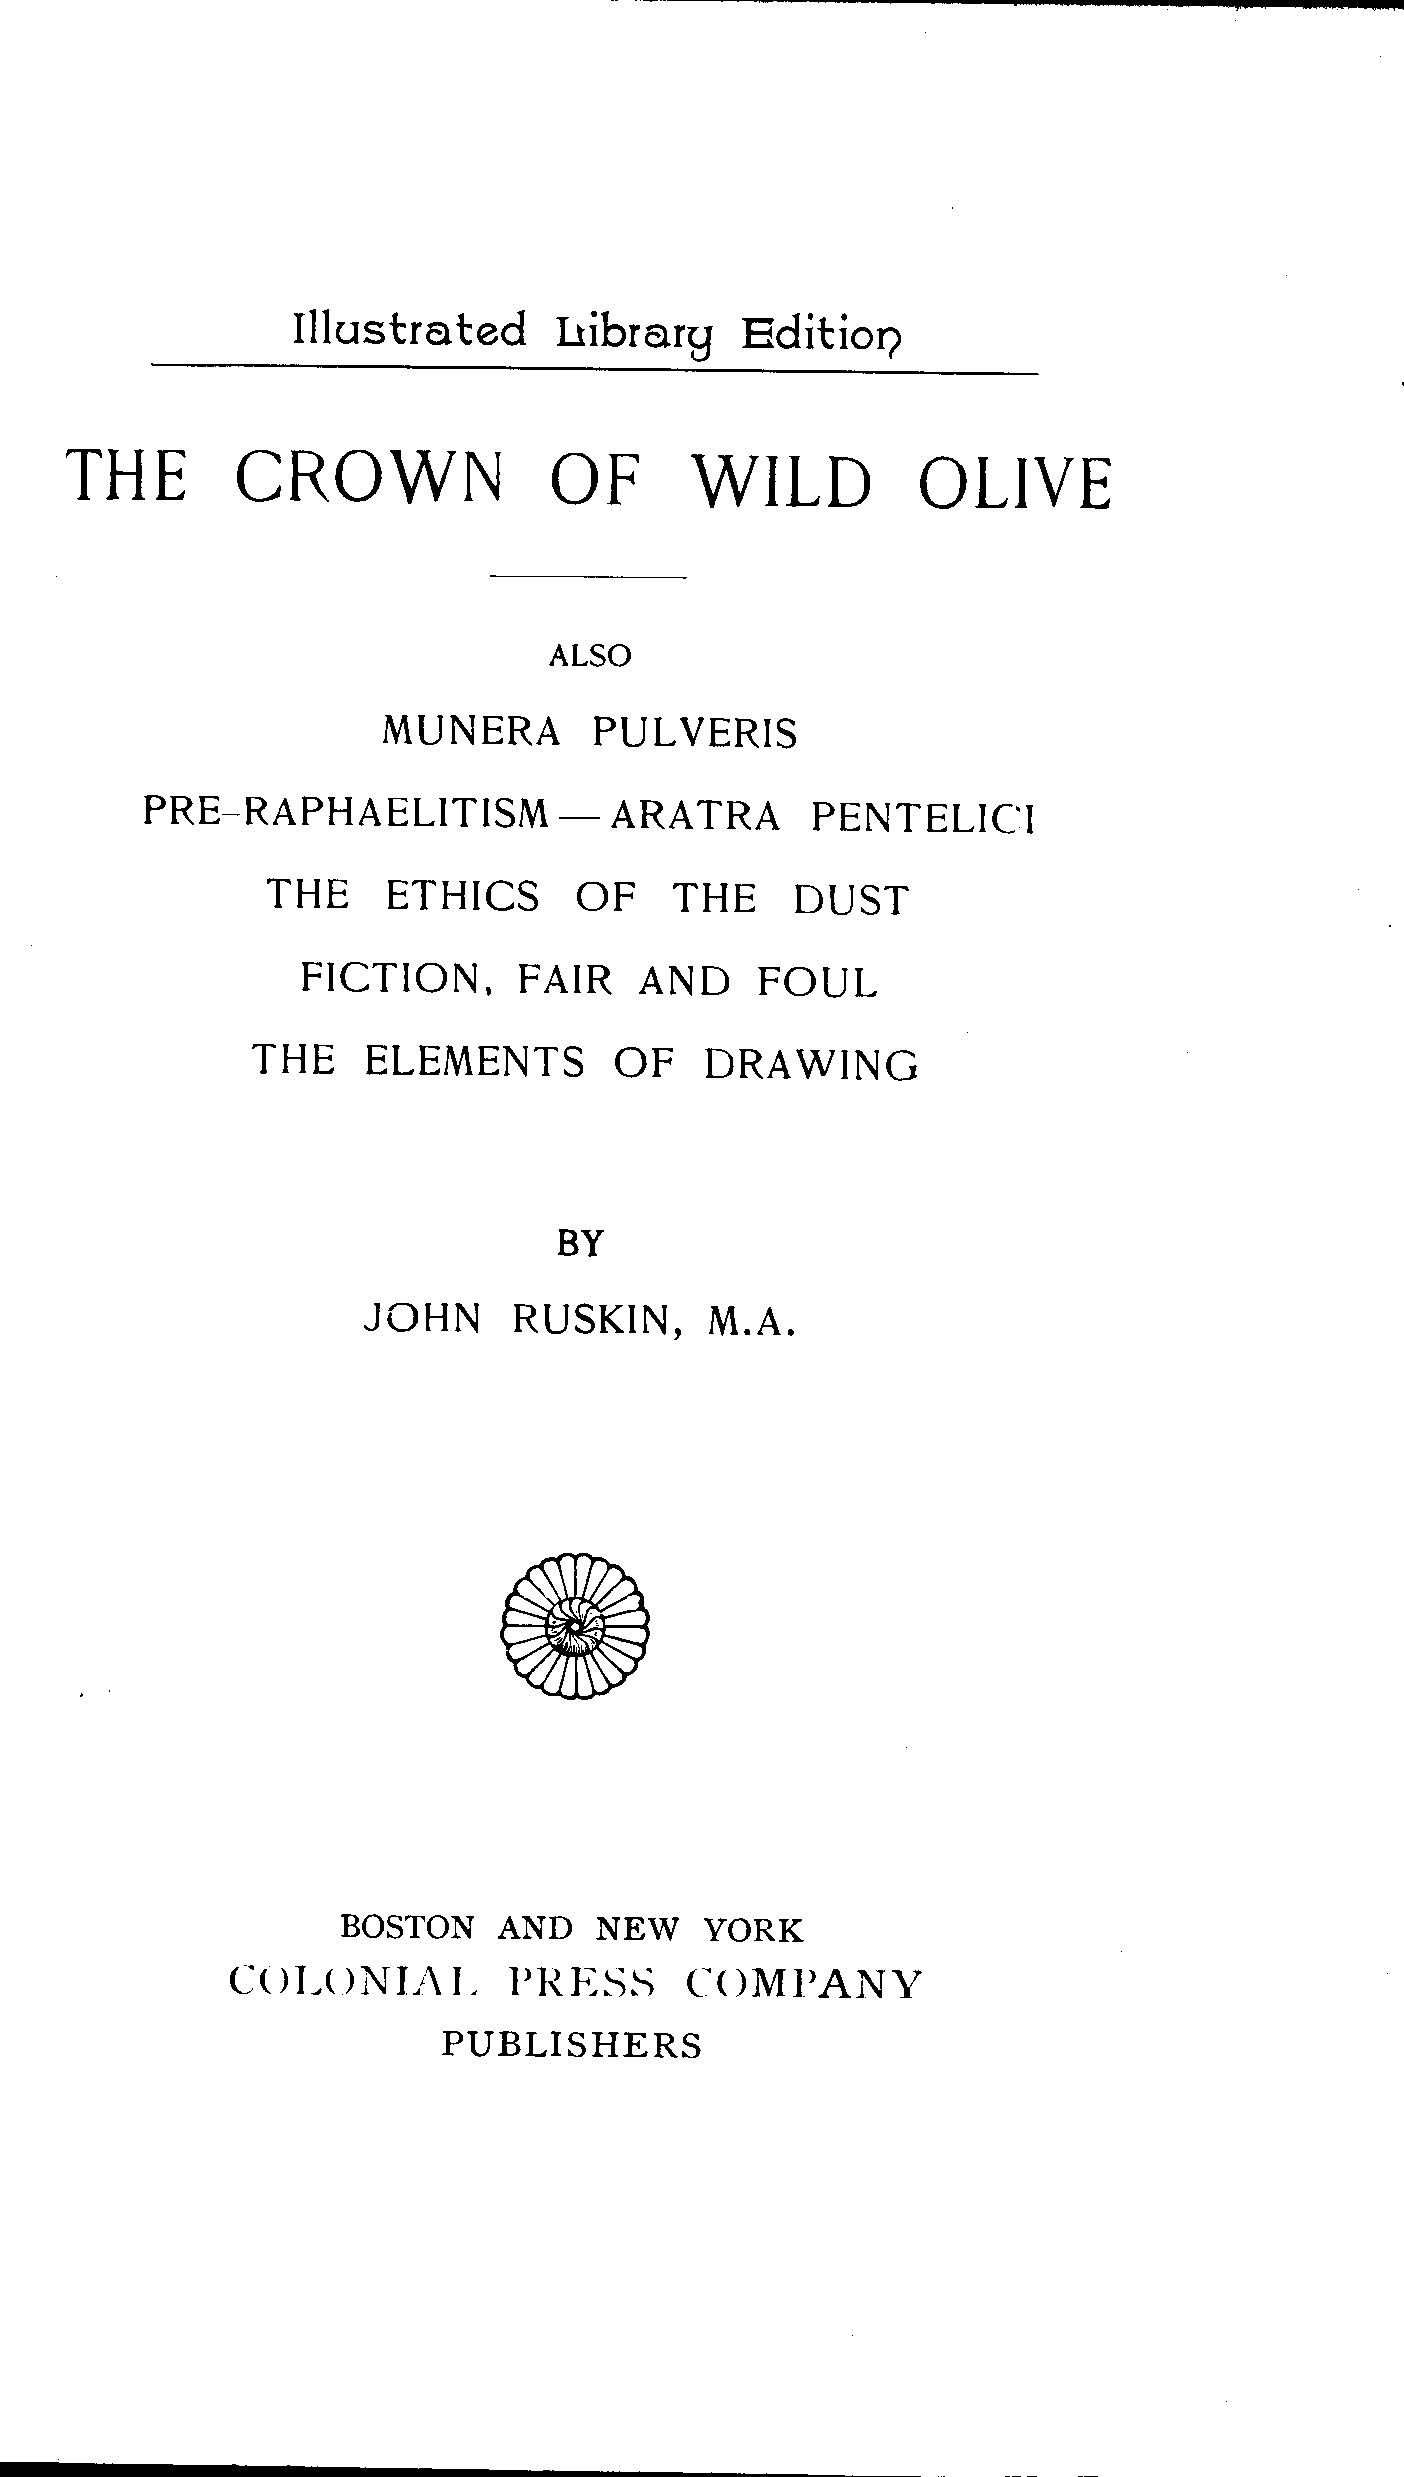 Illustrated Library Edition
THE CROWN OF WILD OLIVE
ALSO
MUNERA PULVERIS
PRE-RAPHAELITISM — ARATRA PENTELICI
THE ETHICS OF THE DUST
FICTION, FAIR AND FOUL
THE ELEMENTS OF DRAWING
BY
JOHN RUSKIN, M.A.
BOSTON AND NEW YORK
COLONIAL PRESS COMPANY
PUBLISHERS